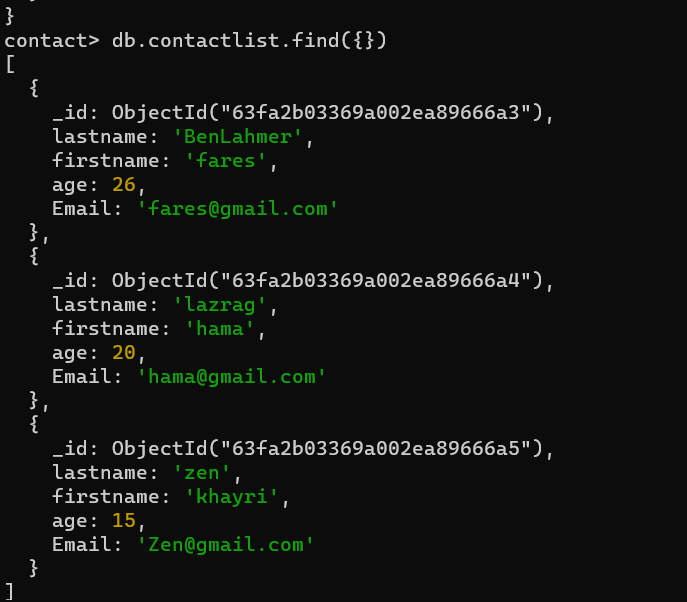 }
contact> db.contactlist.find({})
[
  {
    _id: ObjectId("63fa2b03369a002ea89666a3"),
    lastname: 'BenLahmer',
    firstname: 'fares',
    age: 26,
    Email: 'fares@gmail.com'
  },
  {
    _id: ObjectId("63fa2b03369a002ea89666a4"),
    lastname: 'lazrag',
    firstname: 'hama',
    age: 20,
    Email: 'hama@gmail.com'
  },
  {
    _id: ObjectId("63fa2b03369a002ea89666a5"),
    lastname: 'zen',
    firstname: 'khayri',
    age: 15,
    Email: 'Zen@gmail.com'
  }
]